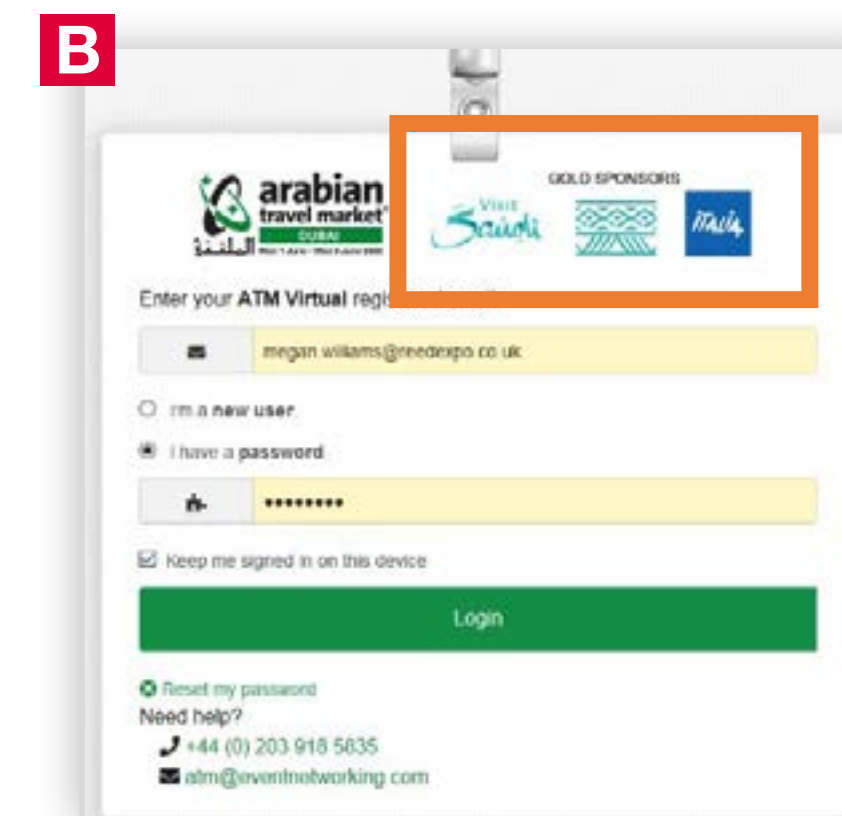 B
GOLD SPONSORS
arabian
travel market
DUBAI
VISIT
Saudi
ITALIA
Enter your ATM Virtual
megan.williams@reedexpo.co.uk
I'm a new user
I have a password
••••••••
Keep me signed in on this device
Login
Reset my password
Need help?
+44 (0) 203 918 5835
atm@eventnetworking.com